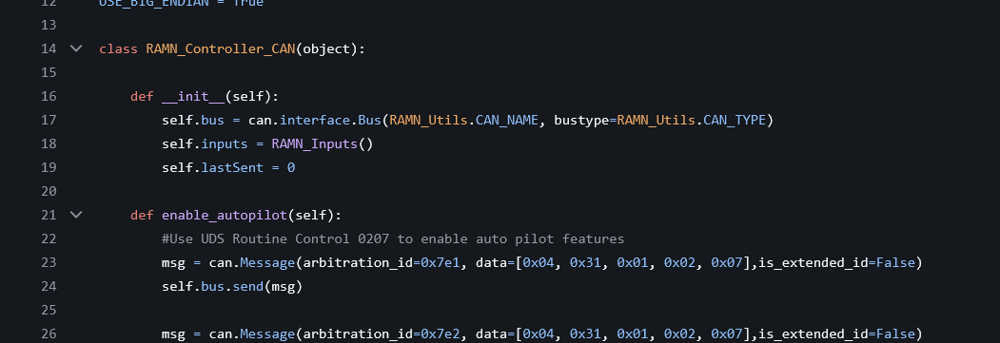 12 USE_BIG_ENDIAN = True
13
14 class RAMN_Controller_CAN(object):
15
16 def __init__(self):
17 self.bus = can.interface.Bus(RAMN_Utils.CAN_NAME, bustype=RAMN_Utils.CAN_TYPE)
18 self.inputs = RAMN_Inputs()
19 self.lastSent = 0
20
21 def enable_autopilot(self):
22 #Use UDS Routine Control 0207 to enable auto pilot features
23 msg = can.Message(arbitration_id=0x7e1, data=[0x04, 0x31, 0x01, 0x02, 0x07],is_extended_id=False)
24 self.bus.send(msg)
25
26 msg = can.Message(arbitration_id=0x7e2, data=[0x04, 0x31, 0x01, 0x02, 0x07],is_extended_id=False)